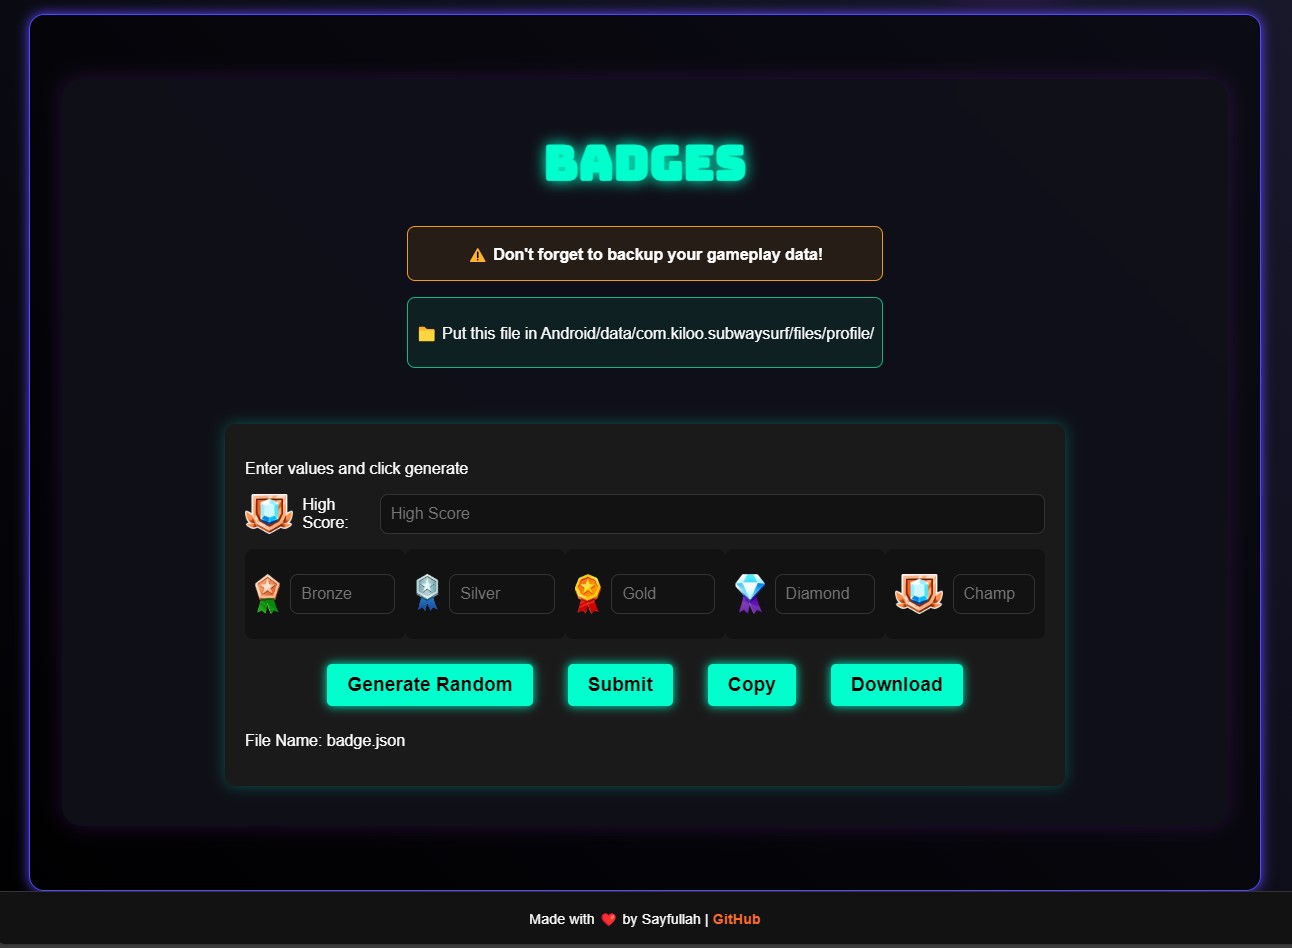 BADGES
⚠️ Don't forget to backup your gameplay data!
📁 Put this file in Android/data/com.kiloo.subwaysurf/files/profile/
Enter values and click generate
High
Score:
High Score
Bronze
Silver
Gold
Diamond
Champ
Generate Random
Submit
Copy
Download
File Name: badge.json
Made with ❤️ by Sayfullah | GitHub